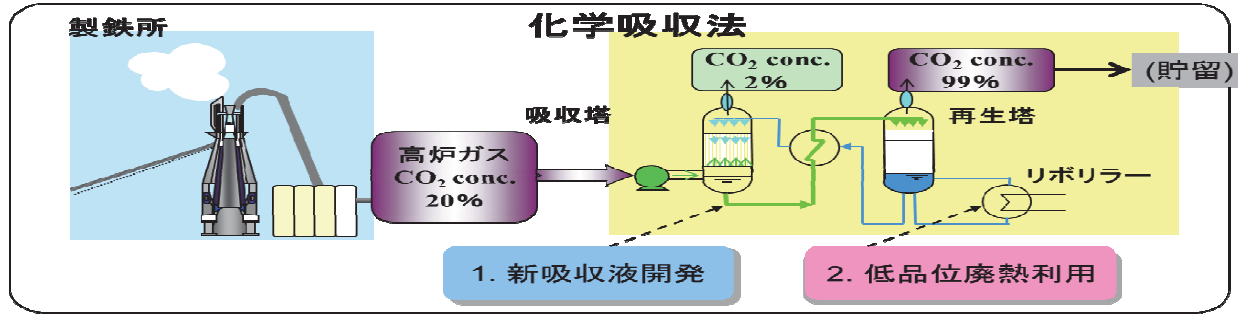 製鉄所
化学吸収法
CO₂ conc.
2%
CO₂ conc.
99%
(貯留)
吸収塔
再生塔
高炉ガス
CO₂ conc.
20%
リボリラー
1. 新吸収液開発
2. 低品位廃熱利用